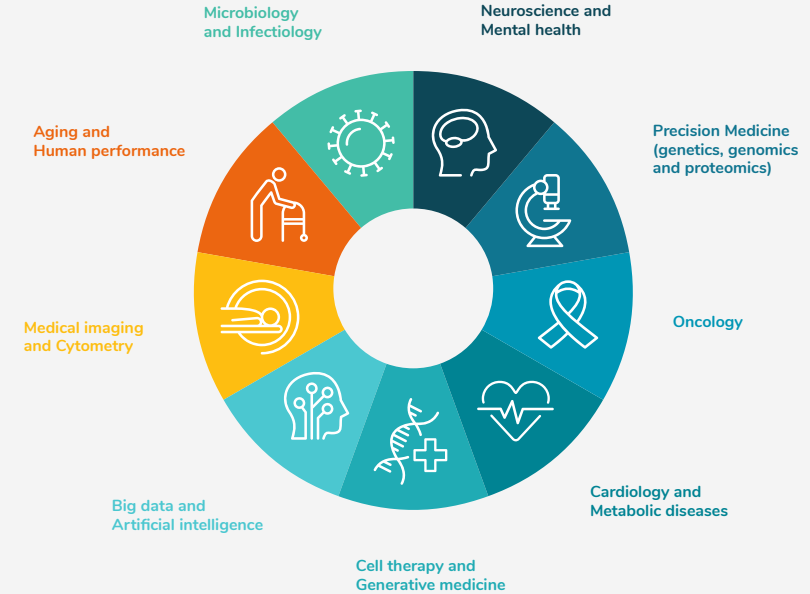 Microbiology
and Infectiology
Neuroscience and
Mental health
Aging and
Human performance
Precision Medicine
(genetics, genomics
and proteomics)
Medical imaging
and Cytometry
Oncology
Big data and
Artificial intelligence
Cardiology and
Metabolic diseases
Cell therapy and
Generative medicine